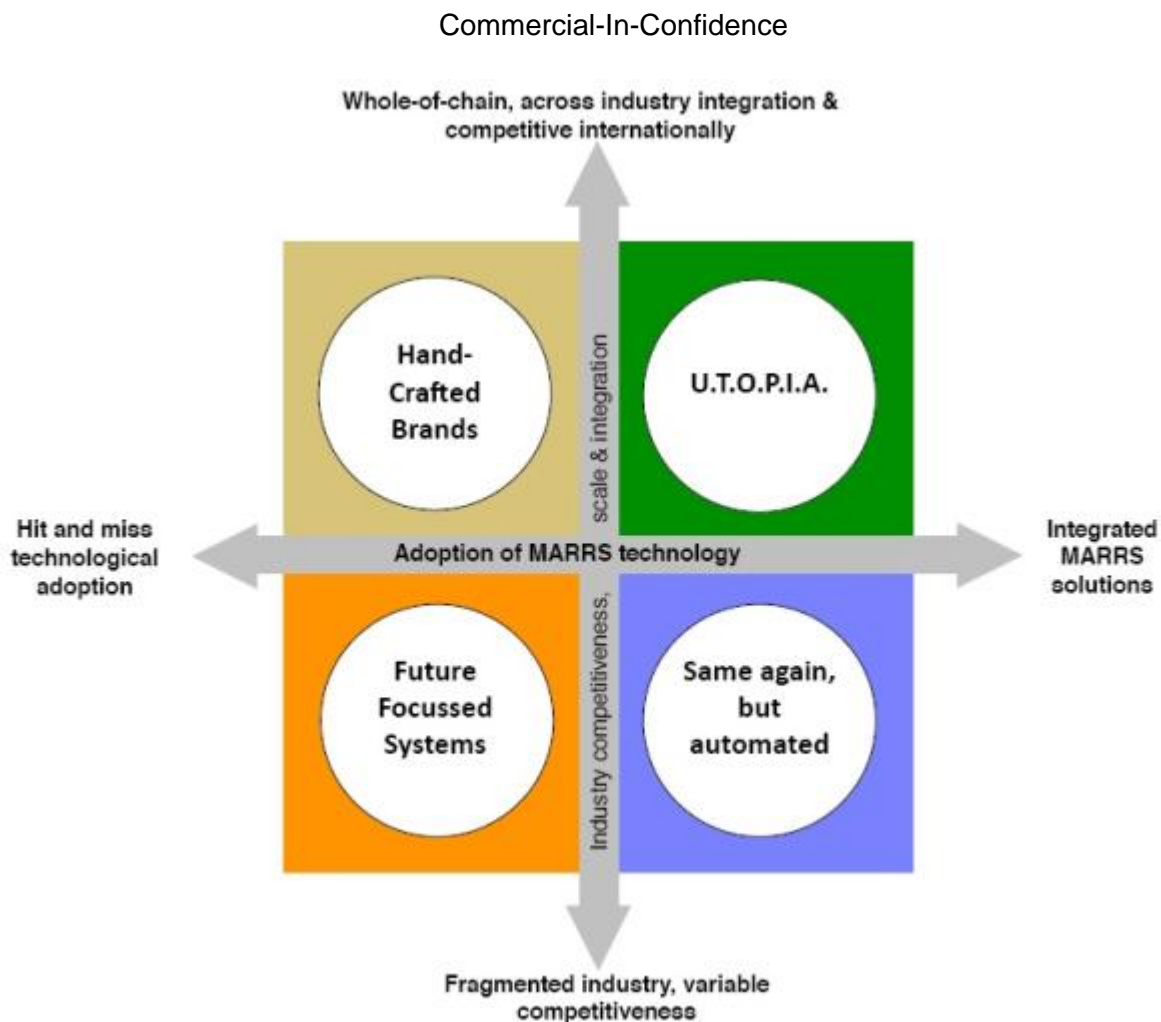 Commercial-In-Confidence
Whole-of-chain, across industry integration &
competitive internationally
Hand-
Crafted
Brands
U.T.O.P.I.A.
scale & integration
Hit and miss
technological
adoption
Adoption of MARRS technology
Integrated
MARRS
solutions
Industry competitiveness,
Future
Focussed
Systems
Same again,
but
automated
Fragmented industry, variable
competitiveness